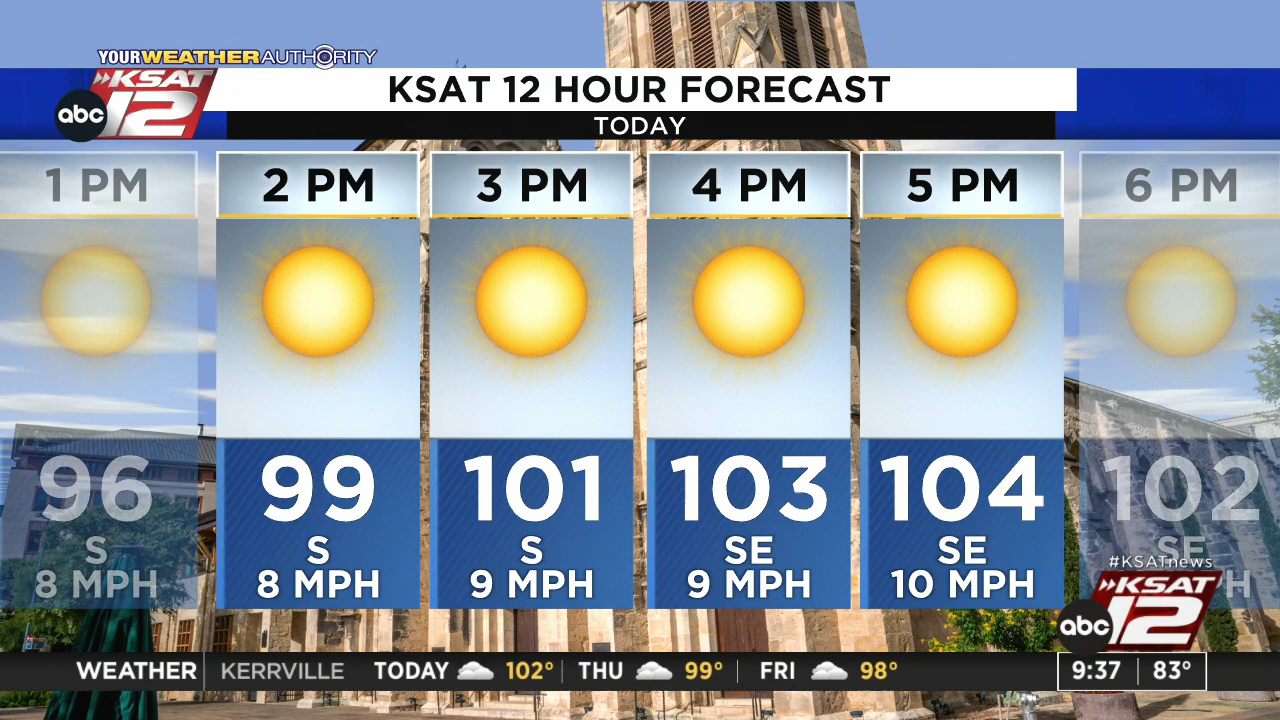 YOURWEATHERAUTHORITY
KSAT
abc 12
KSAT 12 HOUR FORECAST
TODAY
1 PM 2 PM 3 PM 4 PM 5 PM 6 PM
96 99 101 103 104 102
S S S SE SE SE
8 MPH 8 MPH 9 MPH 9 MPH 10 MPH H
#KSATnews
KSAT
abc 12
WEATHER KERRVILLE TODAY 102° THU 99° FRI 98° 9:37 83°